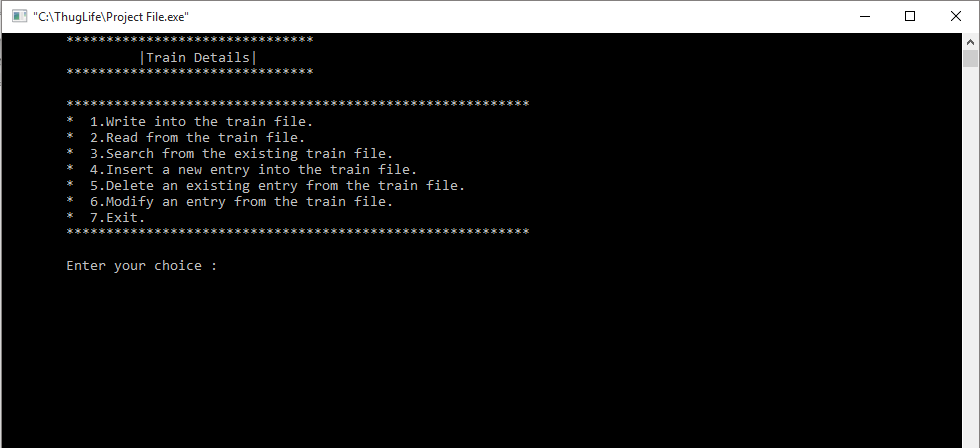 "C:\ThugLife\Project File.exe"
*******************************
|Train Details|
*******************************
**********************************************************
*  1.Write into the train file.
*  2.Read from the train file.
*  3.Search from the existing train file.
*  4.Insert a new entry into the train file.
*  5.Delete an existing entry from the train file.
*  6.Modify an entry from the train file.
*  7.Exit.
**********************************************************
Enter your choice :